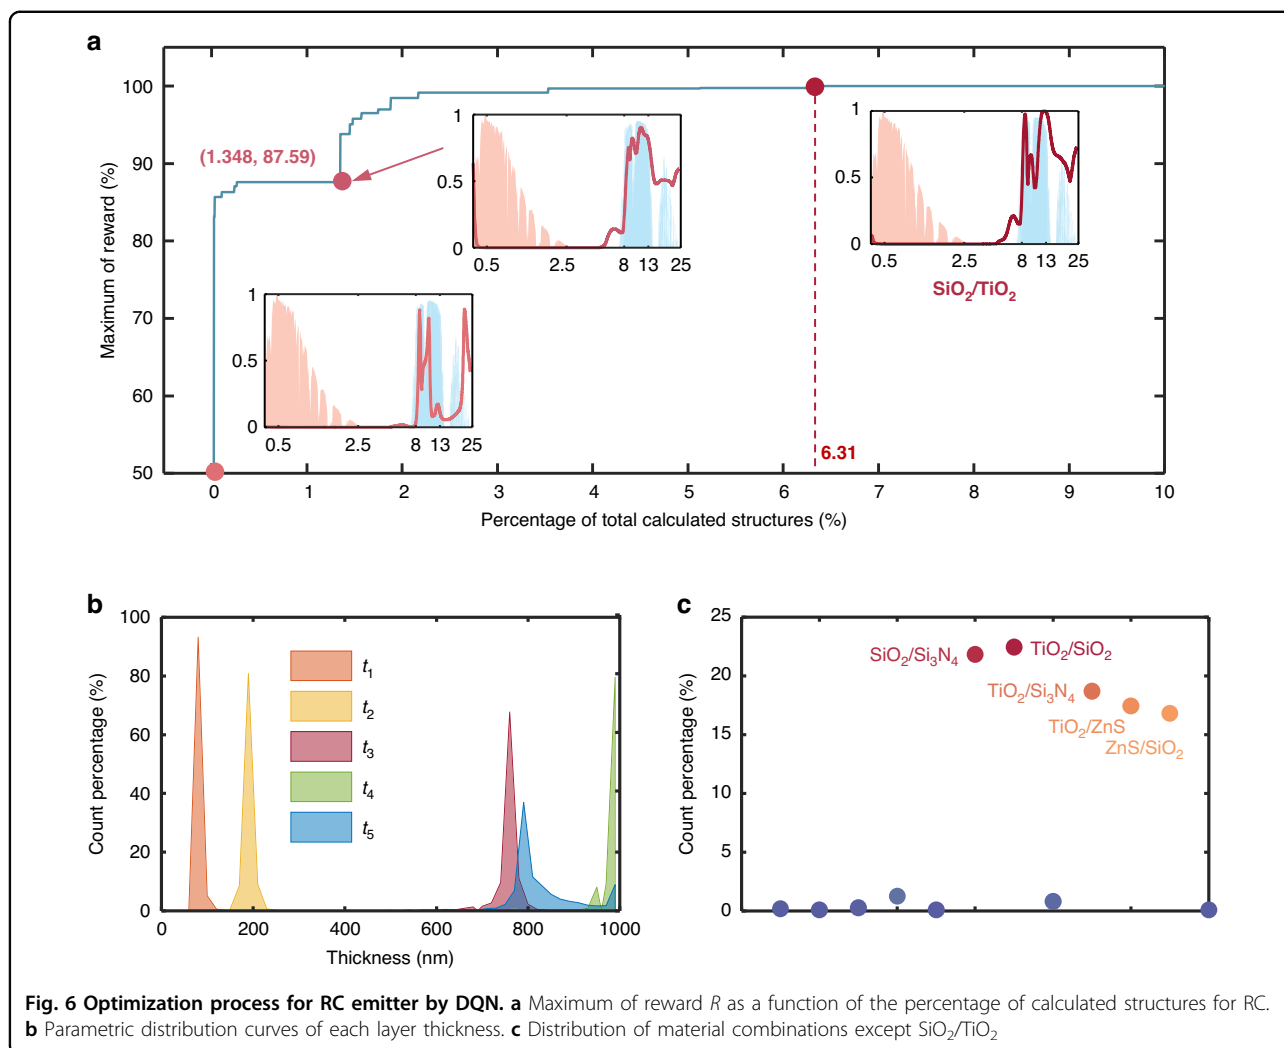 a
100
90
80
70
60
50
Maximum of reward (%)
(1.348, 87.59)
1
0.5
0
0.5 2.5 8 13 25
1
0.5
0
0.5 2.5 8 13 25
SiO₂/TiO₂
1
0.5
0
0.5 2.5 8 13 25
6.31
0 1 2 3 4 5 6 7 8 9 10
Percentage of total calculated structures (%)
b
100
80
60
40
20
0
Count percentage (%)
t₁
t₂
t₃
t₄
t₅
0 200 400 600 800 1000
Thickness (nm)
c
25
20
15
10
5
0
Count percentage (%)
SiO₂/Si₃N₄
TiO₂/SiO₂
TiO₂/Si₃N₄
TiO₂/ZnS
ZnS/SiO₂
Fig. 6 Optimization process for RC emitter by DQN. a Maximum of reward R as a function of the percentage of calculated structures for RC.
b Parametric distribution curves of each layer thickness. c Distribution of material combinations except SiO₂/TiO₂